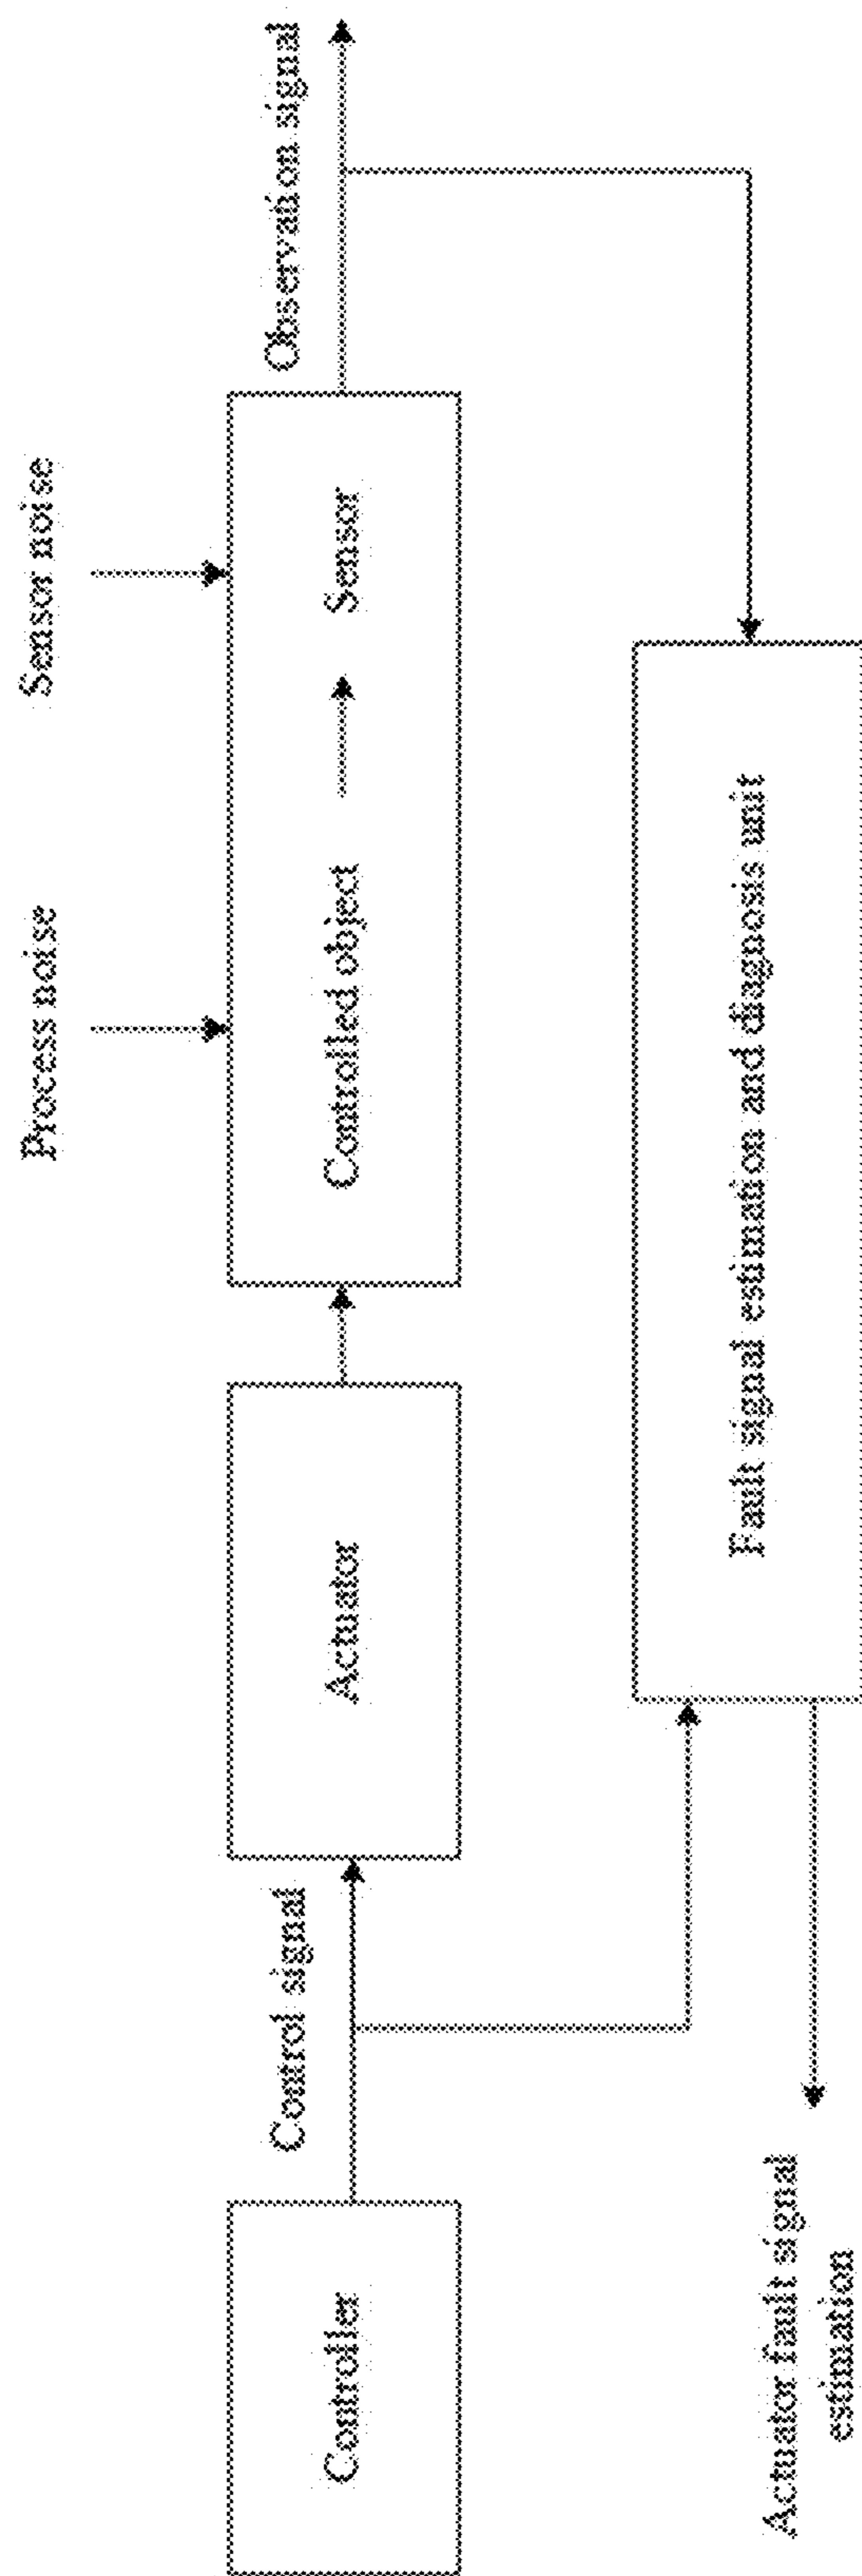 Process noise
Sensor noise
Control signal
Observation signal
Controller
Actuator
Controlled object
Sensor
Fault signal estimation and diagnosis unit
Actuator fault signal
estimation